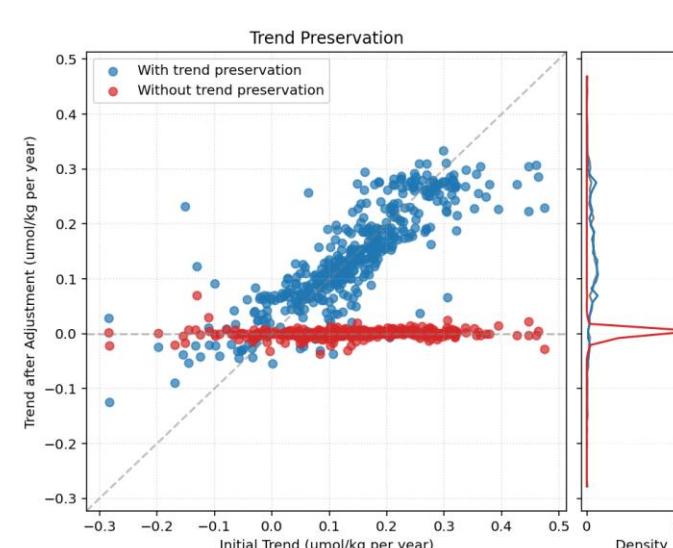 Trend Preservation
0.5
With trend preservation
Without trend preservation
0.4
0.3
0.2
0.1
0.0
−0.1
−0.2
−0.3
Trend after Adjustment (umol/kg per year)
−0.3 −0.2 −0.1 0.0 0.1 0.2 0.3 0.4 0.5 0
Initial Trend (umol/kg per year) Density